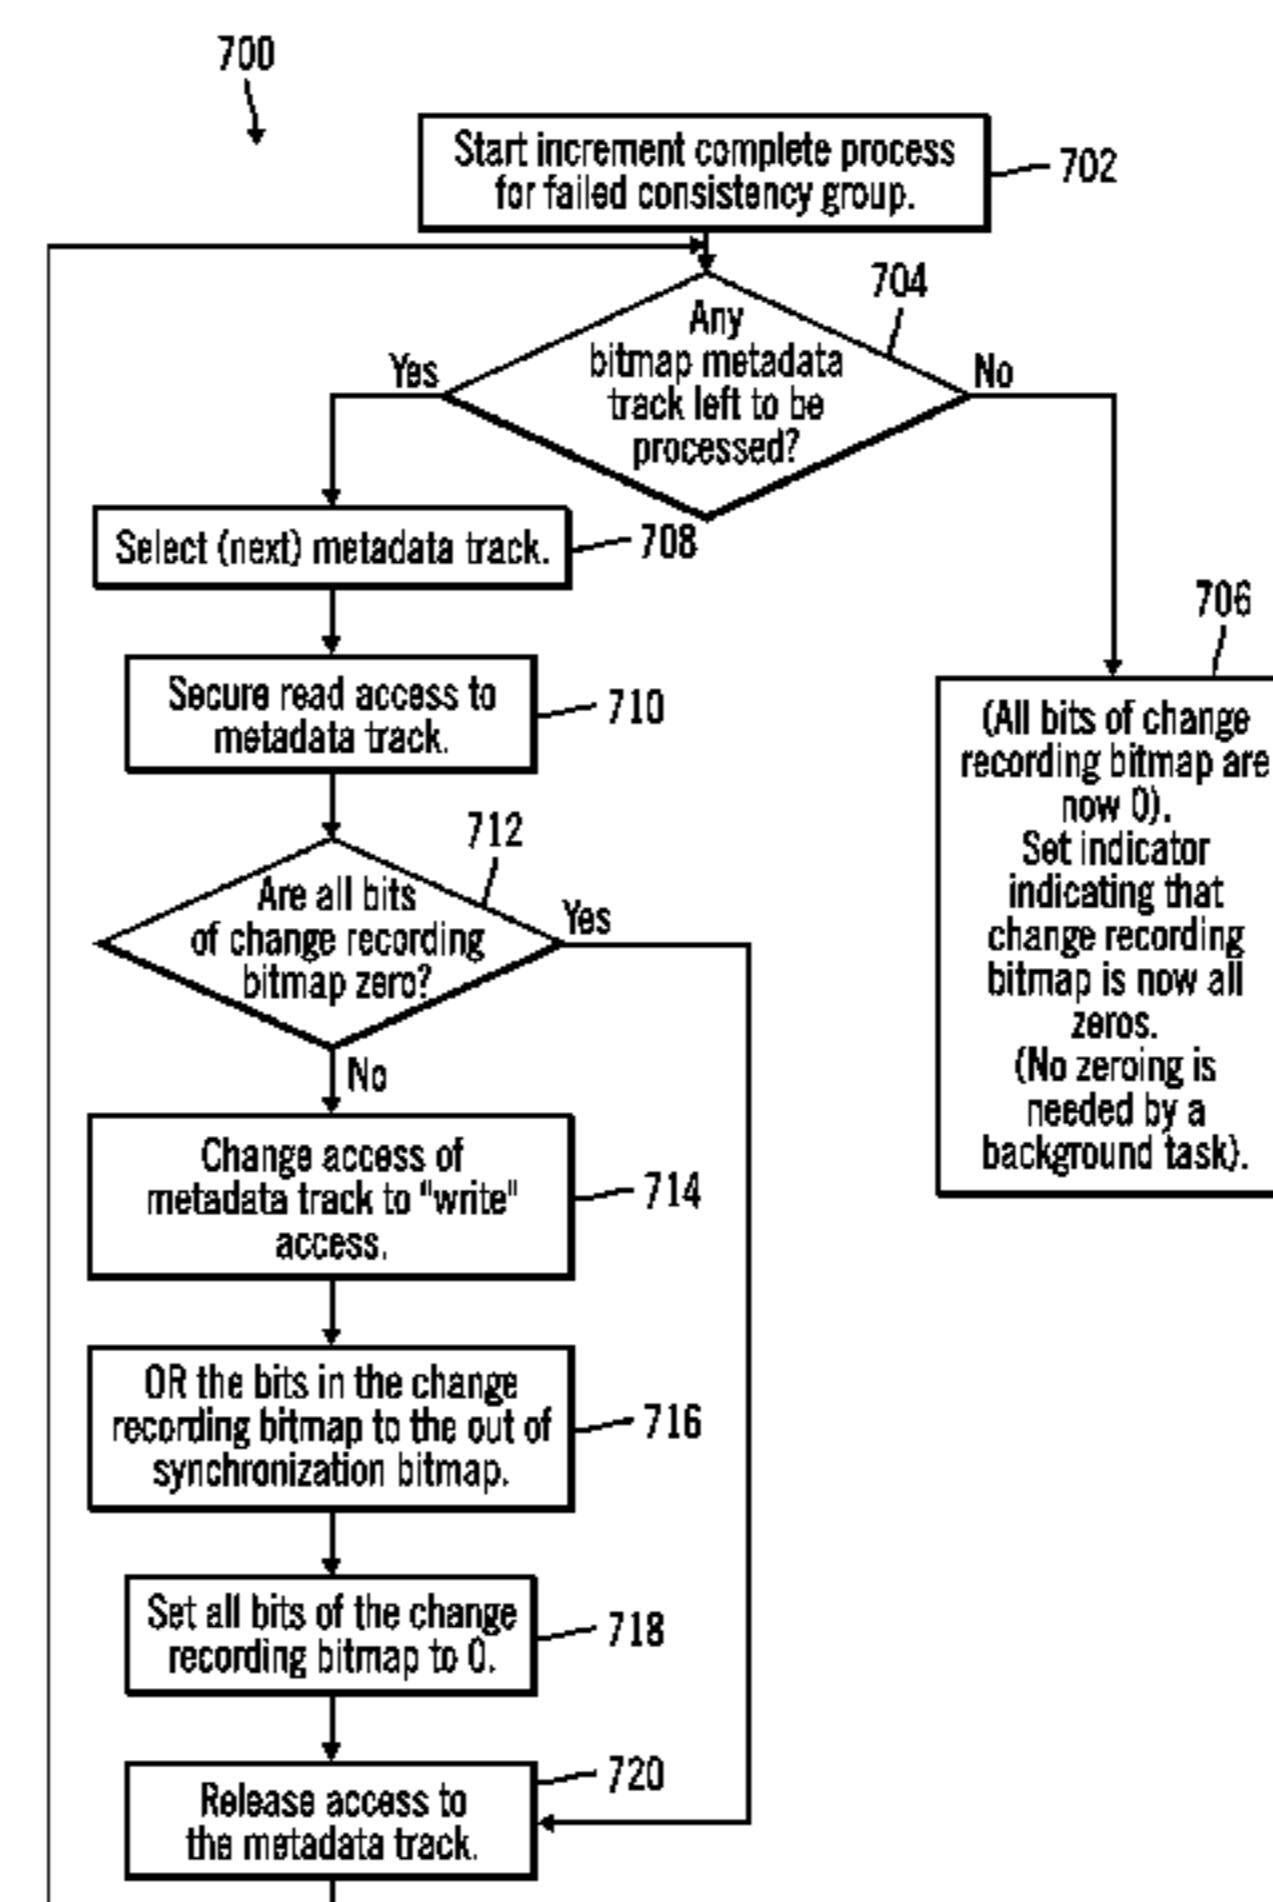 700
Start increment complete process
for failed consistency group.
702
704
Any
bitmap metadata
track left to be
processed?
Yes
No
Select (next) metadata track.
708
706
Secure read access to
metadata track.
710
(All bits of change
recording bitmap are
now 0).
Set indicator
indicating that
change recording
bitmap is now all
zeros.
(No zeroing is
needed by a
background task).
712
Are all bits
of change recording
bitmap zero?
Yes
No
Change access of
metadata track to "write"
access.
714
OR the bits in the change
recording bitmap to the out of
synchronization bitmap.
716
Set all bits of the change
recording bitmap to 0.
718
Release access to
the metadata track.
720